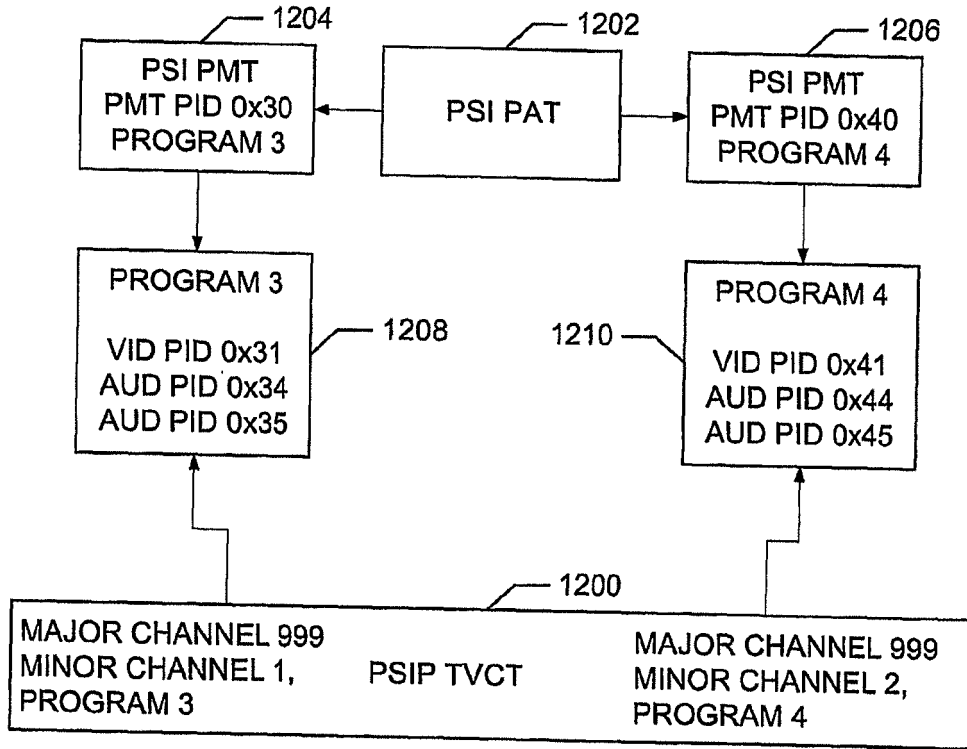 1204
1202
1206
PSI PMT
PMT PID 0x30
PROGRAM 3
PSI PAT
PSI PMT
PMT PID 0x40
PROGRAM 4
PROGRAM 3
VID PID 0x31
AUD PID 0x34
AUD PID 0x35
1208
1210
PROGRAM 4
VID PID 0x41
AUD PID 0x44
AUD PID 0x45
1200
MAJOR CHANNEL 999
MINOR CHANNEL 1,
PROGRAM 3
PSIP TVCT
MAJOR CHANNEL 999
MINOR CHANNEL 2,
PROGRAM 4